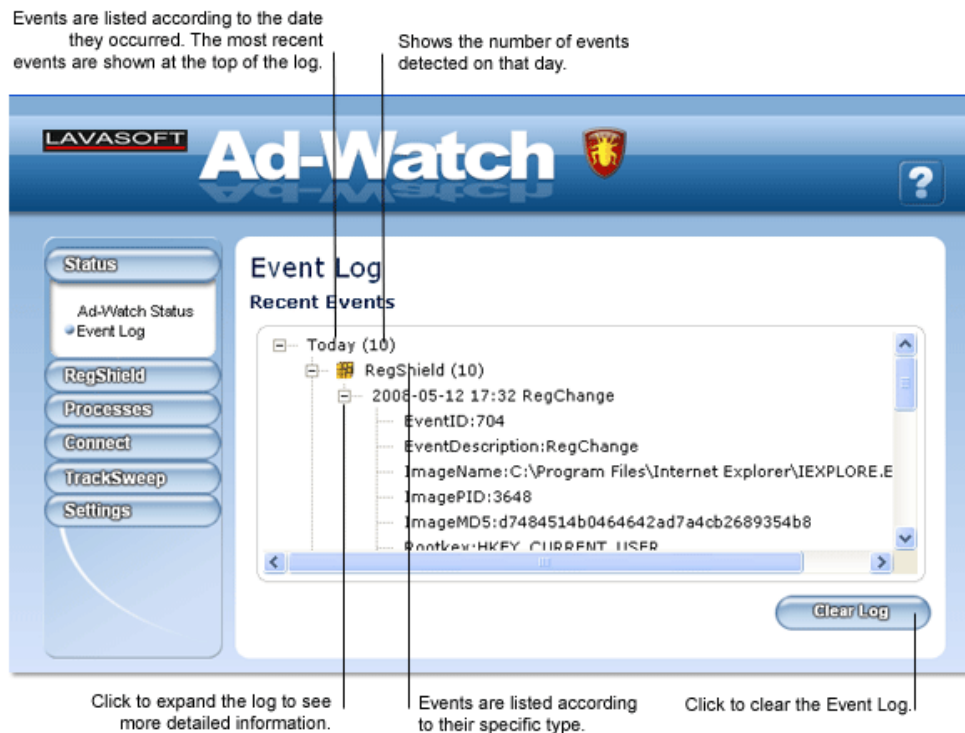 Events are listed according to the date
they occurred. The most recent
events are shown at the top of the log.
Shows the number of events
detected on that day.
LAVASOFT
Ad-Watch
?
Status
Ad-Watch Status
Event Log
RegShield
Processes
Connect
TrackSweep
Settings
Event Log
Recent Events
Today (10)
RegShield (10)
2008-05-12 17:32 RegChange
EventID:704
EventDescription:RegChange
ImageName:C:\Program Files\Internet Explorer\IEXPLORE.E
ImagePID:3648
ImageMD5:d7484514b0464642ad7a4cb2689354b8
Rootkey:HKEY_CURRENT_USER
Clear Log
Click to expand the log to see
more detailed information.
Events are listed according
to their specific type.
Click to clear the Event Log.